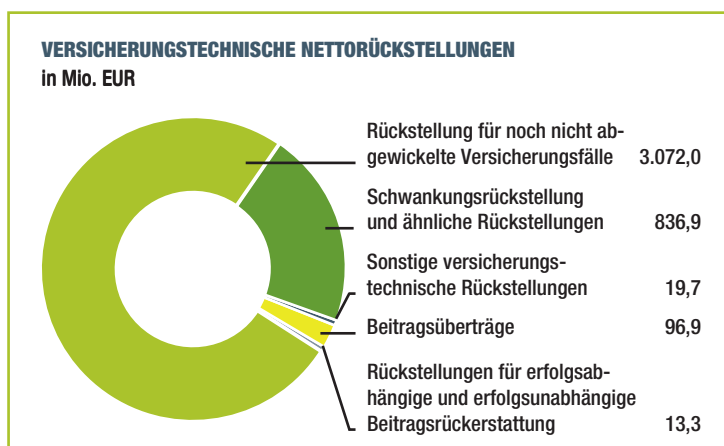 VERSICHERUNGSTECHNISCHE NETTORÜCKSTELLUNGEN
in Mio. EUR
Rückstellung für noch nicht ab-
gewickelte Versicherungsfälle 3.072,0
Schwankungsrückstellung
und ähnliche Rückstellungen 836,9
Sonstige versicherungs-
technische Rückstellungen 19,7
Beitragsüberträge 96,9
Rückstellungen für erfolgsab-
hängige und erfolgsunabhängige
Beitragsrückerstattung 13,3